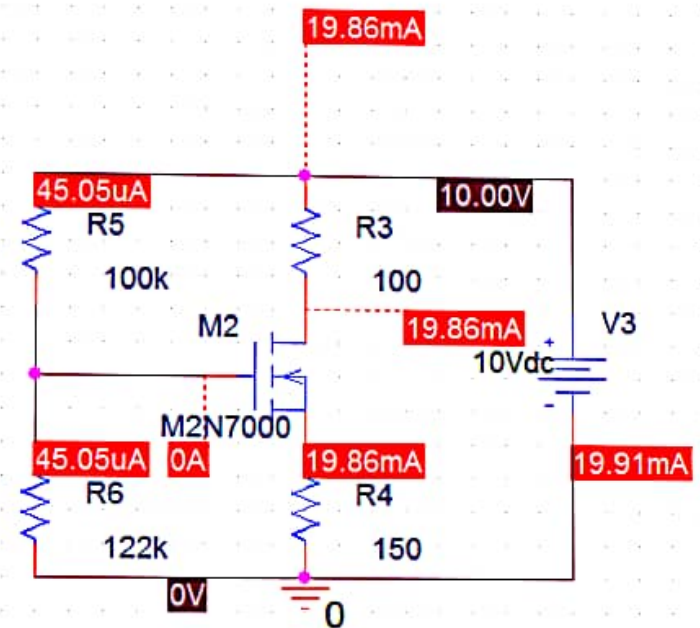 19.86mA
45.05uA
10.00V
R5
R3
100k
100
M2
19.86mA
V3
+
10Vdc
-
M2N7000
45.05uA
0A
19.86mA
19.91mA
R6
R4
122k
150
0V
0